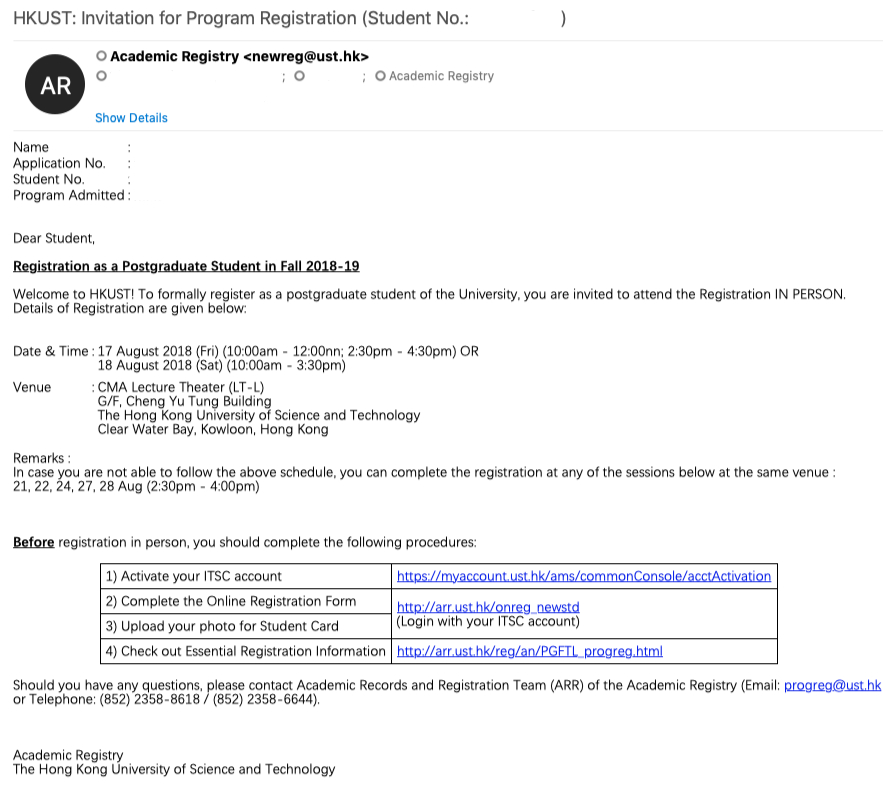 HKUST: Invitation for Program Registration (Student No.: )
AR
Academic Registry <newreg@ust.hk>
; ; Academic Registry
Show Details
Name :
Application No. :
Student No. :
Program Admitted :
Dear Student,
Registration as a Postgraduate Student in Fall 2018-19
Welcome to HKUST! To formally register as a postgraduate student of the University, you are invited to attend the Registration IN PERSON.
Details of Registration are given below:
Date & Time : 17 August 2018 (Fri) (10:00am - 12:00nn; 2:30pm - 4:30pm) OR
18 August 2018 (Sat) (10:00am - 3:30pm)
Venue : CMA Lecture Theater (LT-L)
G/F, Cheng Yu Tung Building
The Hong Kong University of Science and Technology
Clear Water Bay, Kowloon, Hong Kong
Remarks :
In case you are not able to follow the above schedule, you can complete the registration at any of the sessions below at the same venue :
21, 22, 24, 27, 28 Aug (2:30pm - 4:00pm)
Before registration in person, you should complete the following procedures:
1) Activate your ITSC account https://myaccount.ust.hk/ams/commonConsole/acctActivation
2) Complete the Online Registration Form
http://arr.ust.hk/onreg_newstd
(Login with your ITSC account)
3) Upload your photo for Student Card
4) Check out Essential Registration Information http://arr.ust.hk/reg/an/PGFTL_progreg.html
Should you have any questions, please contact Academic Records and Registration Team (ARR) of the Academic Registry (Email: progreg@ust.hk
or Telephone: (852) 2358-8618 / (852) 2358-6644).
Academic Registry
The Hong Kong University of Science and Technology